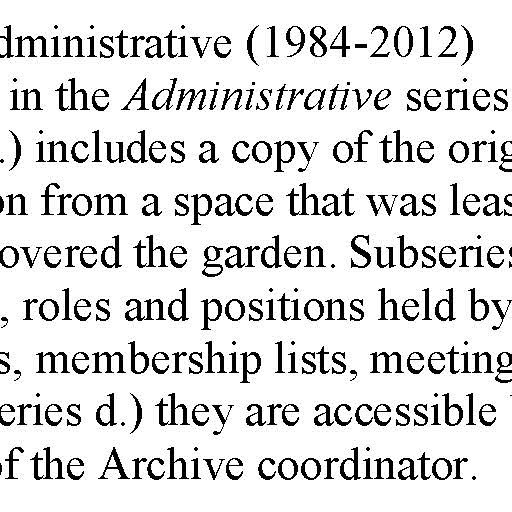 dministrative (1984-2012)
in the Administrative series
.) includes a copy of the orig
on from a space that was leas
overed the garden. Subseries
, roles and positions held by
s, membership lists, meeting
eries d.) they are accessible
of the Archive coordinator.